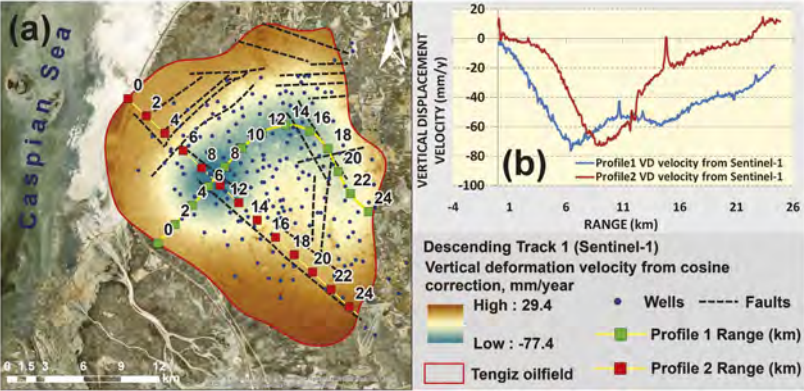 (a)
N
Caspian Sea
0
2
4
6
8
6
12
14
16
18
20
22
24
0
2
4
8
10
12
14
16
18
20
22
24
0 1.5 3 6 9 12
km
VERTICAL DISPLACEMENT
VELOCITY (mm/y)
20
0
-20
-40
-60
-80
-100
(b)
Profile1 VD velocity from Sentinel-1
Profile2 VD velocity from Sentinel-1
-4 1 6 11 16 21 26
RANGE (km)
Descending Track 1 (Sentinel-1)
Vertical deformation velocity from cosine
correction, mm/year
High : 29.4
Low : -77.4
Wells
Faults
Profile 1 Range (km)
Profile 2 Range (km)
Tengiz oilfield